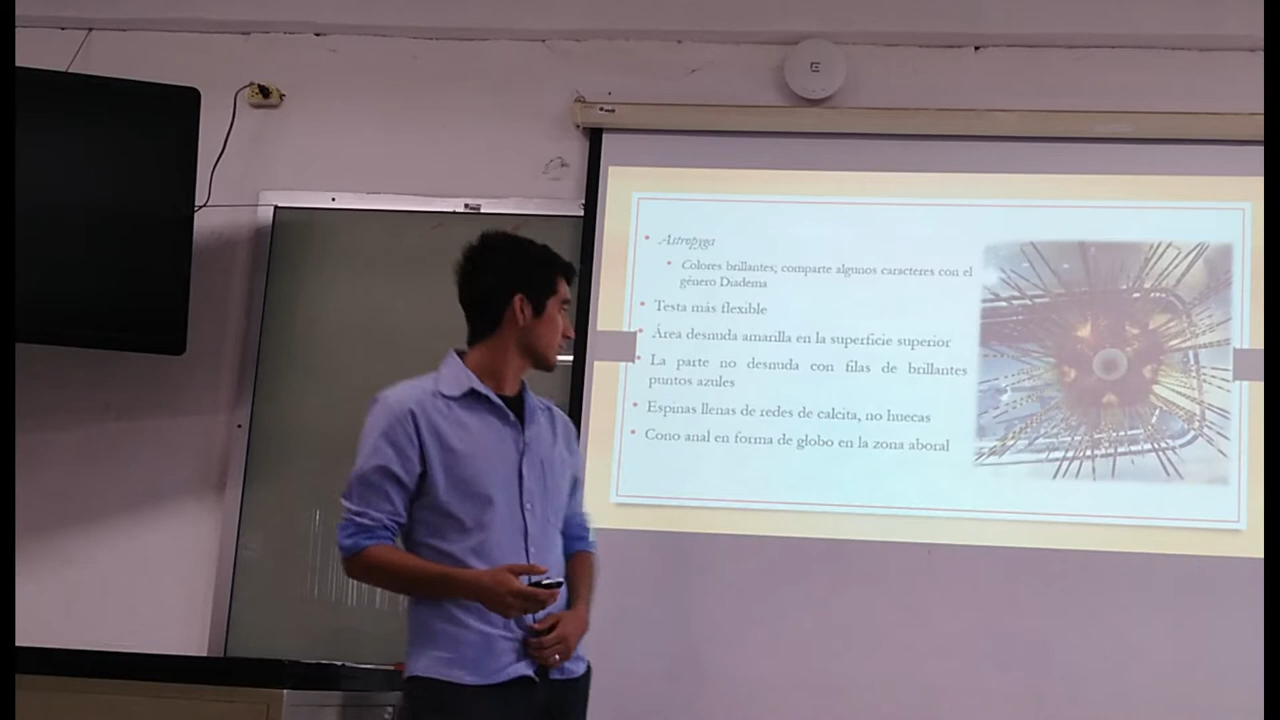 Astropyga
Colores brillantes; comparte algunos caracteres con el
género Diadema
Testa más flexible
Área desnuda amarilla en la superficie superior
La parte no desnuda con filas de brillantes
puntos azules
Espinas llenas de redes de calcita, no huecas
Cono anal en forma de globo en la zona aboral